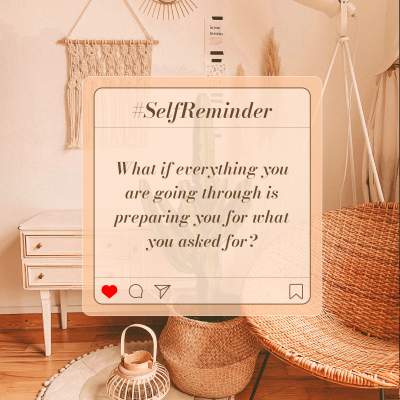 #SelfReminder
What if everything you
are going through is
preparing you for what
you asked for?